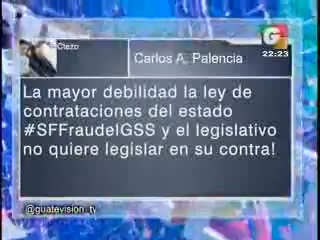 Ctezo
Carlos A. Palencia
G
22:23
La mayor debilidad la ley de
contrataciones del estado
#SFFraudeIGSS y el legislativo
no quiere legislar en su contra!
@guatevision_tv